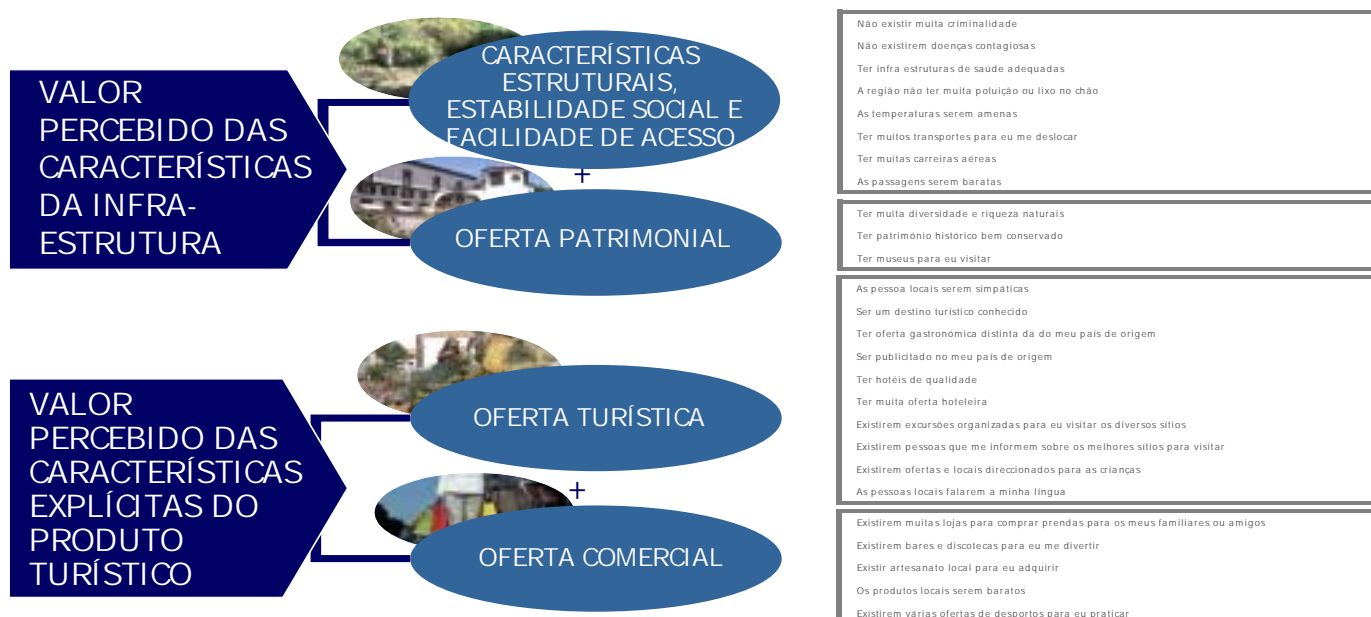 VALOR
PERCEBIDO DAS
CARACTERÍSTICAS
DA INFRA-
ESTRUTURA
CARACTERÍSTICAS
ESTRUTURAIS,
ESTABILIDADE SOCIAL E
FACILIDADE DE ACESSO
+
OFERTA PATRIMONIAL
VALOR
PERCEBIDO DAS
CARACTERÍSTICAS
EXPLÍCITAS DO
PRODUTO
TURÍSTICO
OFERTA TURÍSTICA
+
OFERTA COMERCIAL
Não existir muita criminalidade
Não existirem doenças contagiosas
Ter infra estruturas de saúde adequadas
A região não ter muita poluição ou lixo no chão
As temperaturas serem amenas
Ter muitos transportes para eu me deslocar
Ter muitas carreiras aéreas
As passagens serem baratas
Ter muita diversidade e riqueza naturais
Ter património histórico bem conservado
Ter museus para eu visitar
As pessoa locais serem simpáticas
Ser um destino turístico conhecido
Ter oferta gastronómica distinta da do meu país de origem
Ser publicitado no meu país de origem
Ter hotéis de qualidade
Ter muita oferta hoteleira
Existirem excursões organizadas para eu visitar os diversos sítios
Existirem pessoas que me informem sobre os melhores sítios para visitar
Existirem ofertas e locais direccionados para as crianças
As pessoas locais falarem a minha língua
Existirem muitas lojas para comprar prendas para os meus familiares ou amigos
Existirem bares e discotecas para eu me divertir
Existir artesanato local para eu adquirir
Os produtos locais serem baratos
Existirem várias ofertas de desportos para eu praticar